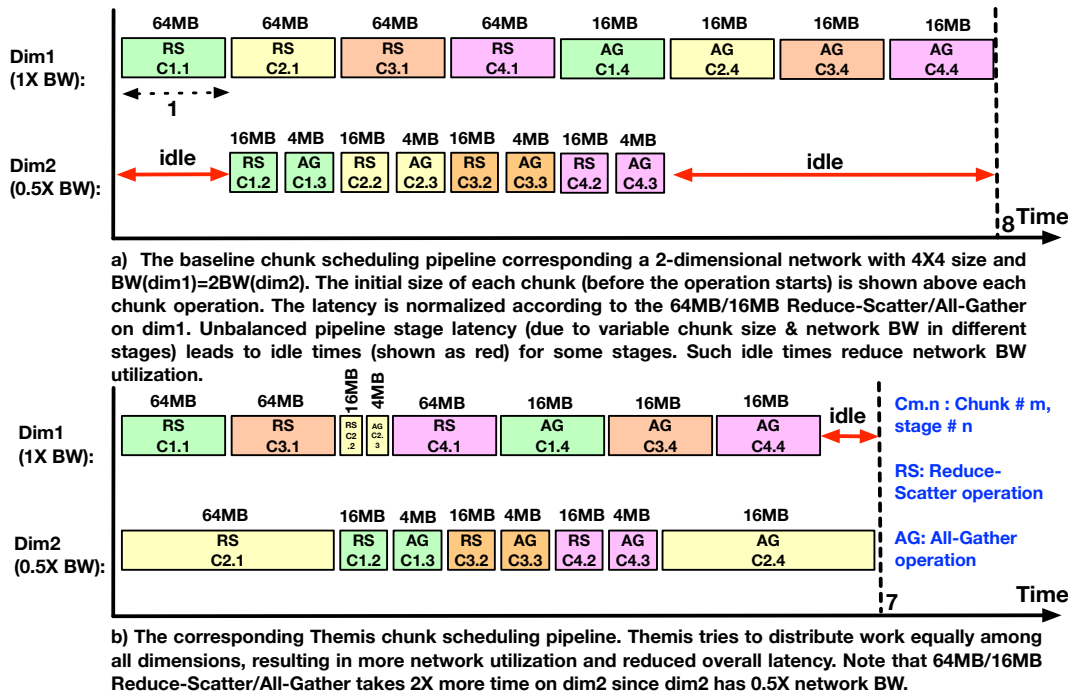 64MB 64MB 64MB 64MB 16MB 16MB 16MB 16MB
Dim1
(1X BW):
RS
C1.1
RS
C2.1
RS
C3.1
RS
C4.1
AG
C1.4
AG
C2.4
AG
C3.4
AG
C4.4
1
16MB 4MB 16MB 4MB 16MB 4MB 16MB 4MB
Dim2
(0.5X BW):
idle
RS
C1.2
AG
C1.3
RS
C2.2
AG
C2.3
RS
C3.2
AG
C3.3
RS
C4.2
AG
C4.3
idle
8
Time
a) The baseline chunk scheduling pipeline corresponding a 2-dimensional network with 4X4 size and
BW(dim1)=2BW(dim2). The initial size of each chunk (before the operation starts) is shown above each
chunk operation. The latency is normalized according to the 64MB/16MB Reduce-Scatter/All-Gather
on dim1. Unbalanced pipeline stage latency (due to variable chunk size & network BW in different
stages) leads to idle times (shown as red) for some stages. Such idle times reduce network BW
utilization.
64MB 64MB 16MB 4MB 64MB 16MB 16MB 16MB
Dim1
(1X BW):
RS
C1.1
RS
C3.1
RS
C2
.2
AG
C2.
3
RS
C4.1
AG
C1.4
AG
C3.4
AG
C4.4
idle
Cm.n : Chunk # m,
stage # n
RS: Reduce-
Scatter operation
AG: All-Gather
operation
64MB 16MB 4MB 16MB 4MB 16MB 4MB 16MB
Dim2
(0.5X BW):
RS
C2.1
RS
C1.2
AG
C1.3
RS
C3.2
AG
C3.3
RS
C4.2
AG
C4.3
AG
C2.4
7
Time
b) The corresponding Themis chunk scheduling pipeline. Themis tries to distribute work equally among
all dimensions, resulting in more network utilization and reduced overall latency. Note that 64MB/16MB
Reduce-Scatter/All-Gather takes 2X more time on dim2 since dim2 has 0.5X network BW.